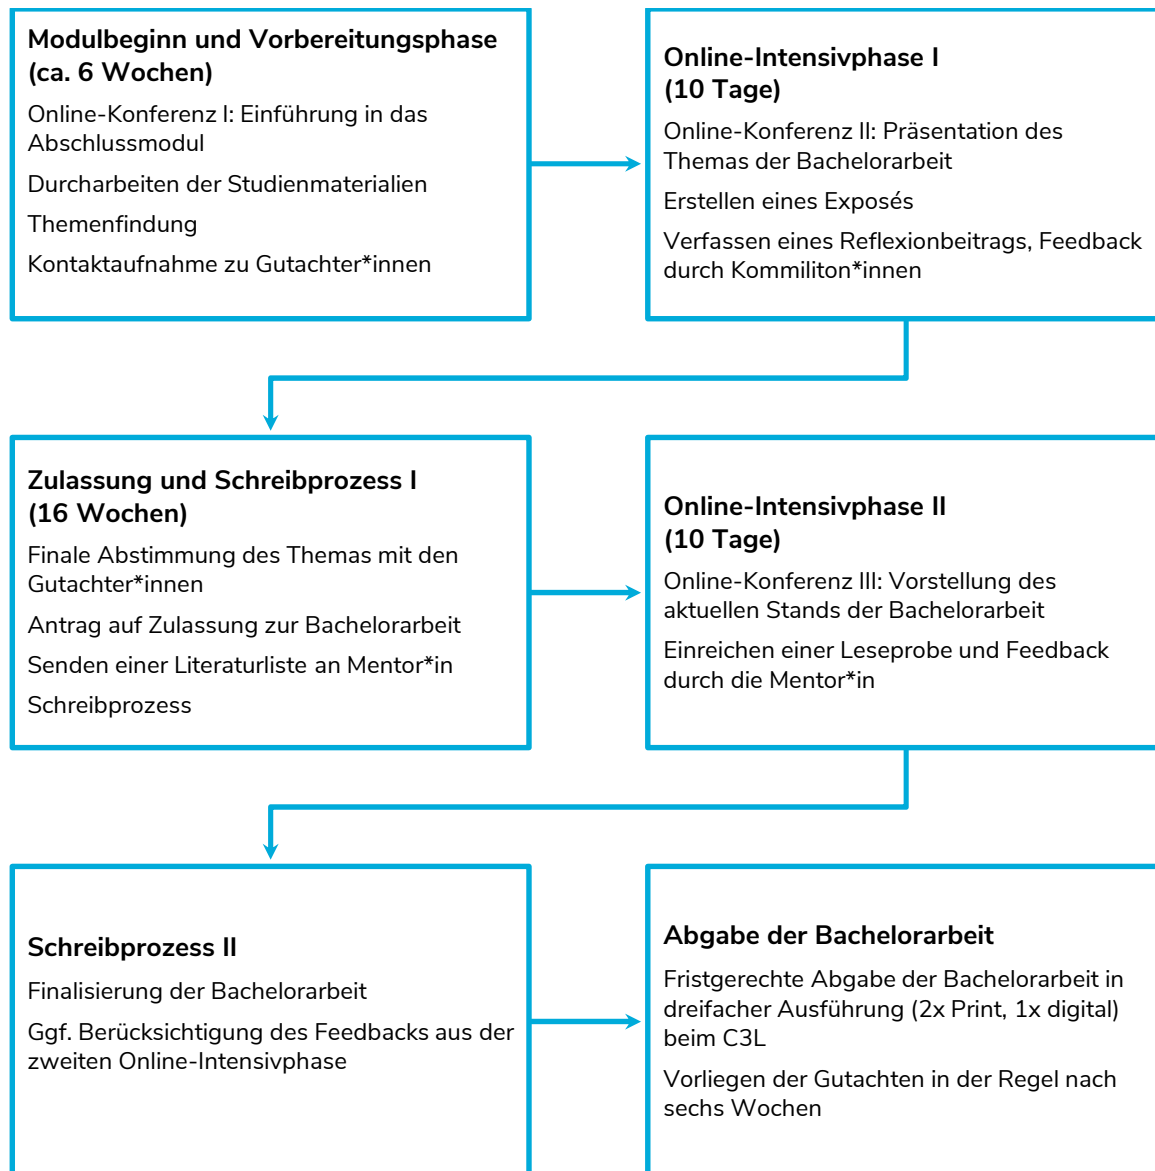 Modulbeginn und Vorbereitungsphase
(ca. 6 Wochen)
Online-Konferenz I: Einführung in das
Abschlussmodul
Durcharbeiten der Studienmaterialien
Themenfindung
Kontaktaufnahme zu Gutachter*innen
Online-Intensivphase I
(10 Tage)
Online-Konferenz II: Präsentation des
Themas der Bachelorarbeit
Erstellen eines Exposés
Verfassen eines Reflexionbeitrags, Feedback
durch Kommiliton*innen
Zulassung und Schreibprozess I
(16 Wochen)
Finale Abstimmung des Themas mit den
Gutachter*innen
Antrag auf Zulassung zur Bachelorarbeit
Senden einer Literaturliste an Mentor*in
Schreibprozess
Online-Intensivphase II
(10 Tage)
Online-Konferenz III: Vorstellung des
aktuellen Stands der Bachelorarbeit
Einreichen einer Leseprobe und Feedback
durch die Mentor*in
Schreibprozess II
Finalisierung der Bachelorarbeit
Ggf. Berücksichtigung des Feedbacks aus der
zweiten Online-Intensivphase
Abgabe der Bachelorarbeit
Fristgerechte Abgabe der Bachelorarbeit in
dreifacher Ausführung (2x Print, 1x digital)
beim C3L
Vorliegen der Gutachten in der Regel nach
sechs Wochen